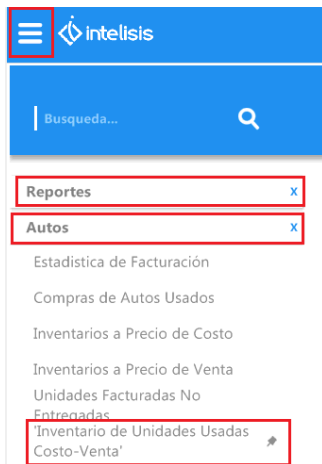 intelisis
Busqueda...
Reportes x
Autos x
Estadistica de Facturación
Compras de Autos Usados
Inventarios a Precio de Costo
Inventarios a Precio de Venta
Unidades Facturadas No
Entregadas
'Inventario de Unidades Usadas
Costo-Venta'